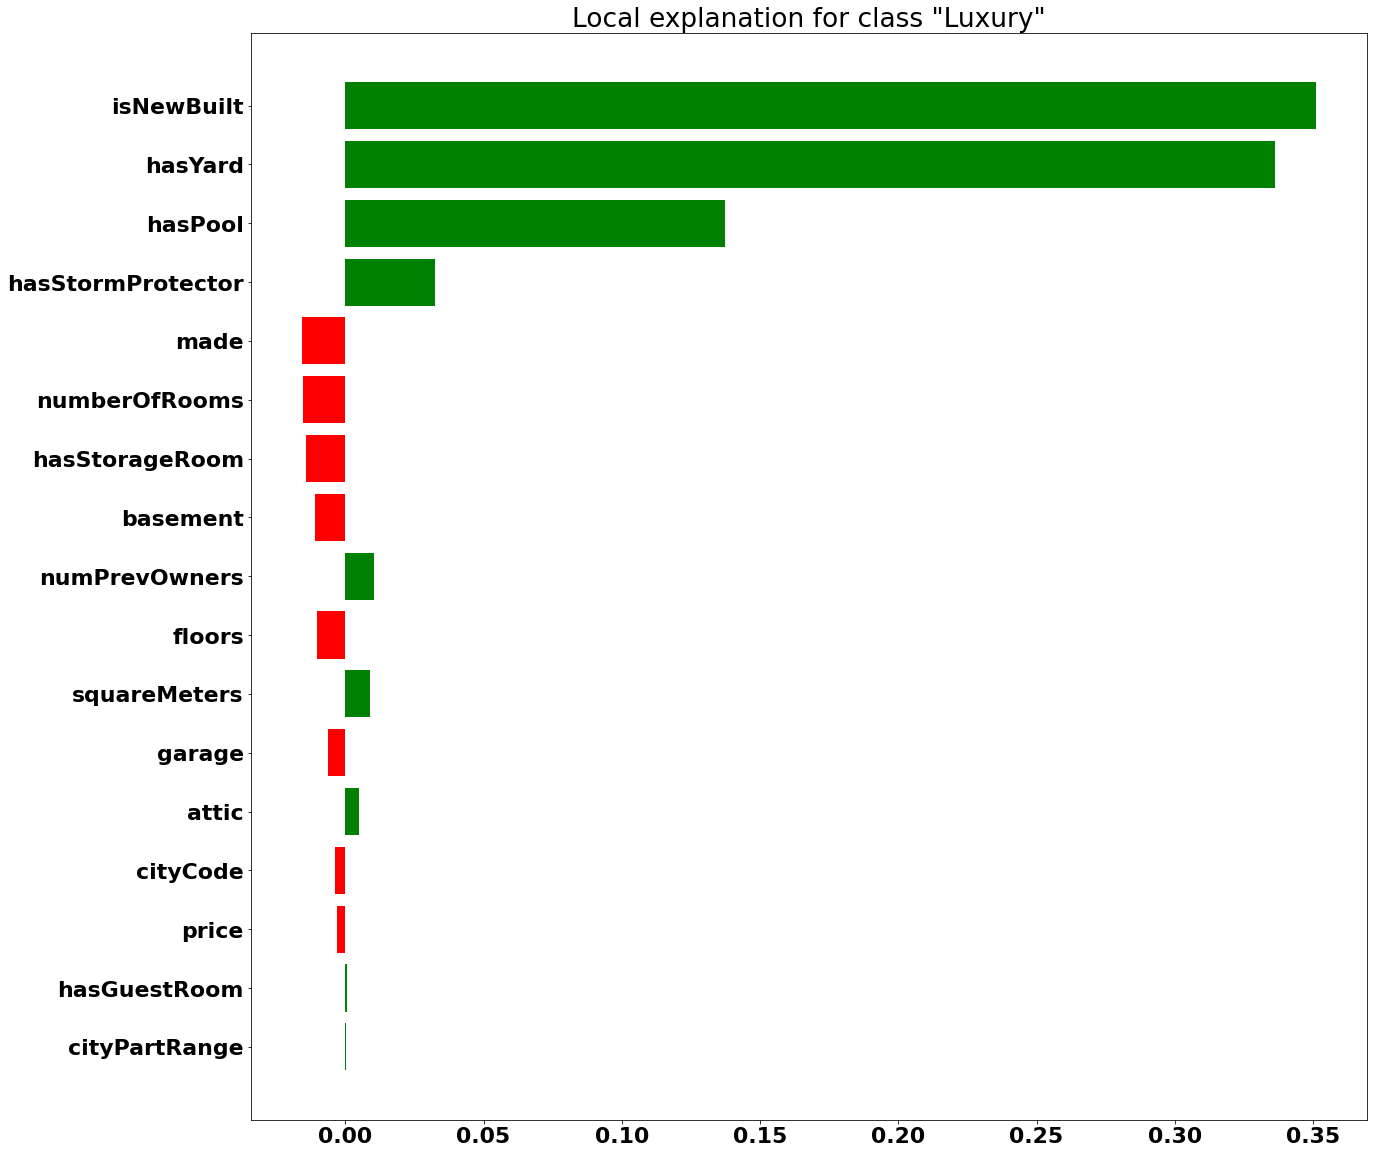 Local explanation for class "Luxury"
isNewBuilt
hasYard
hasPool
hasStormProtector
made
numberOfRooms
hasStorageRoom
basement
numPrevOwners
floors
squareMeters
garage
attic
cityCode
price
hasGuestRoom
cityPartRange
0.00 0.05 0.10 0.15 0.20 0.25 0.30 0.35